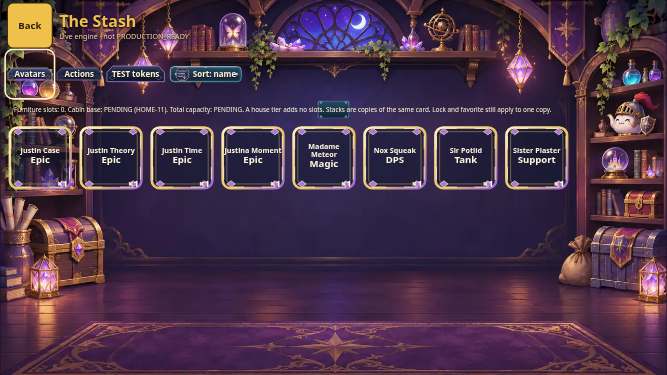 Back
The Stash
Live engine - not PRODUCTION-READY
Avatars
Actions
TEST tokens
Sort: name
Furniture slots: 0. Cabin base: PENDING (HOME-11). Total capacity: PENDING. A house tier adds no slots. Stacks are copies of the same card. Lock and favorite still apply to one copy.
Justin Case
Epic
Justin Theory
Epic
Justin Time
Epic
Justina Moment
Epic
Madame
Meteor
Magic
Nox Squeak
DPS
Sir Potlid
Tank
Sister Plaster
Support